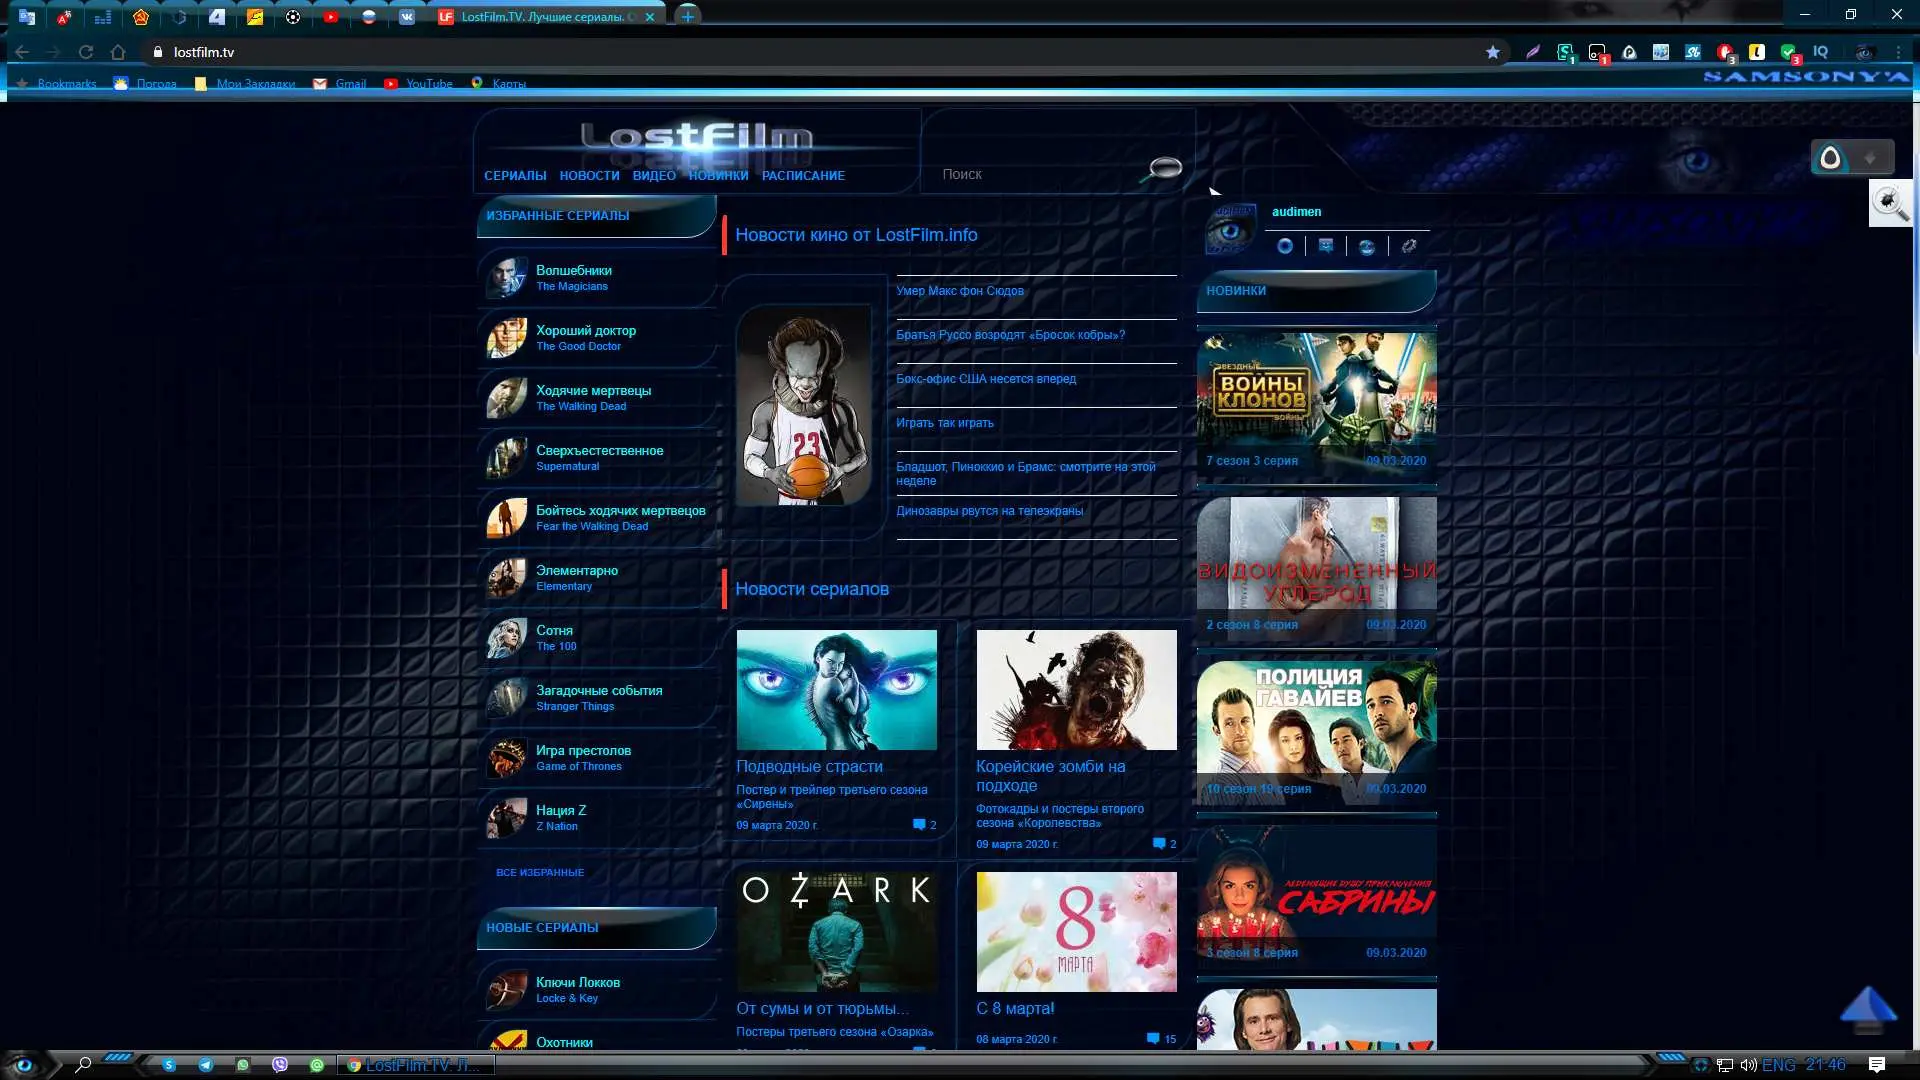 LostFilm.TV. Лучшие сериалы.
lostfilm.tv
Bookmarks Погода Мои Закладки Gmail YouTube Карты
SAMSONY'A
LostFilm
СЕРИАЛЫ НОВОСТИ ВИДЕО НОВИНКИ РАСПИСАНИЕ
Поиск
ИЗБРАННЫЕ СЕРИАЛЫ
Волшебники
The Magicians
Хороший доктор
The Good Doctor
Ходячие мертвецы
The Walking Dead
Сверхъестественное
Supernatural
Бойтесь ходячих мертвецов
Fear the Walking Dead
Элементарно
Elementary
Сотня
The 100
Загадочные события
Stranger Things
Игра престолов
Game of Thrones
Нация Z
Z Nation
ВСЕ ИЗБРАННЫЕ
НОВЫЕ СЕРИАЛЫ
Ключи Локков
Locke & Key
Охотники
Новости кино от LostFilm.info
23
Умер Макс фон Сюдов
Братья Руссо возродят «Бросок кобры»?
Бокс-офис США несется вперед
Играть так играть
Бладшот, Пиноккио и Брамс: смотрите на этой
неделе
Динозавры рвутся на телеэкраны
Новости сериалов
Подводные страсти
Постер и трейлер третьего сезона
«Сирены»
09 марта 2020 г. 2
Корейские зомби на
подходе
Фотокадры и постеры второго
сезона «Королевства»
09 марта 2020 г. 2
OZARK
От сумы и от тюрьмы...
Постеры третьего сезона «Озарка»
8
МАРТА
С 8 марта!
08 марта 2020 г. 15
audimen
НОВИНКИ
ЗВЕЗДНЫЕ
ВОЙНЫ
КЛОНОВ
ВОЙНЫ
7 сезон 3 серия 09.03.2020
ВИДОИЗМЕНЕННЫЙ
УГЛЕРОД
2 сезон 8 серия 09.03.2020
ПОЛИЦИЯ
ГАВАЙЕВ
10 сезон 19 серия 09.03.2020
ЛЕДЕНЯЩИЕ ДУШУ ПРИКЛЮЧЕНИЯ
САБРИНЫ
3 сезон 8 серия 09.03.2020
LostFilm.TV. Л...
ENG 21:46